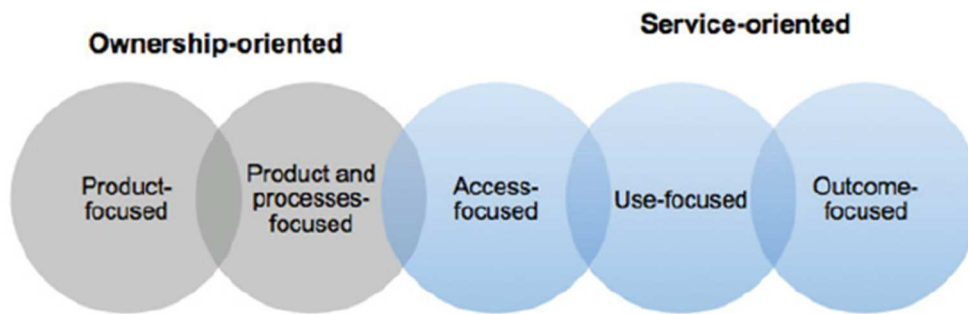 Ownership-oriented
Service-oriented
Product-
focused
Product and
processes-
focused
Access-
focused
Use-focused
Outcome-
focused